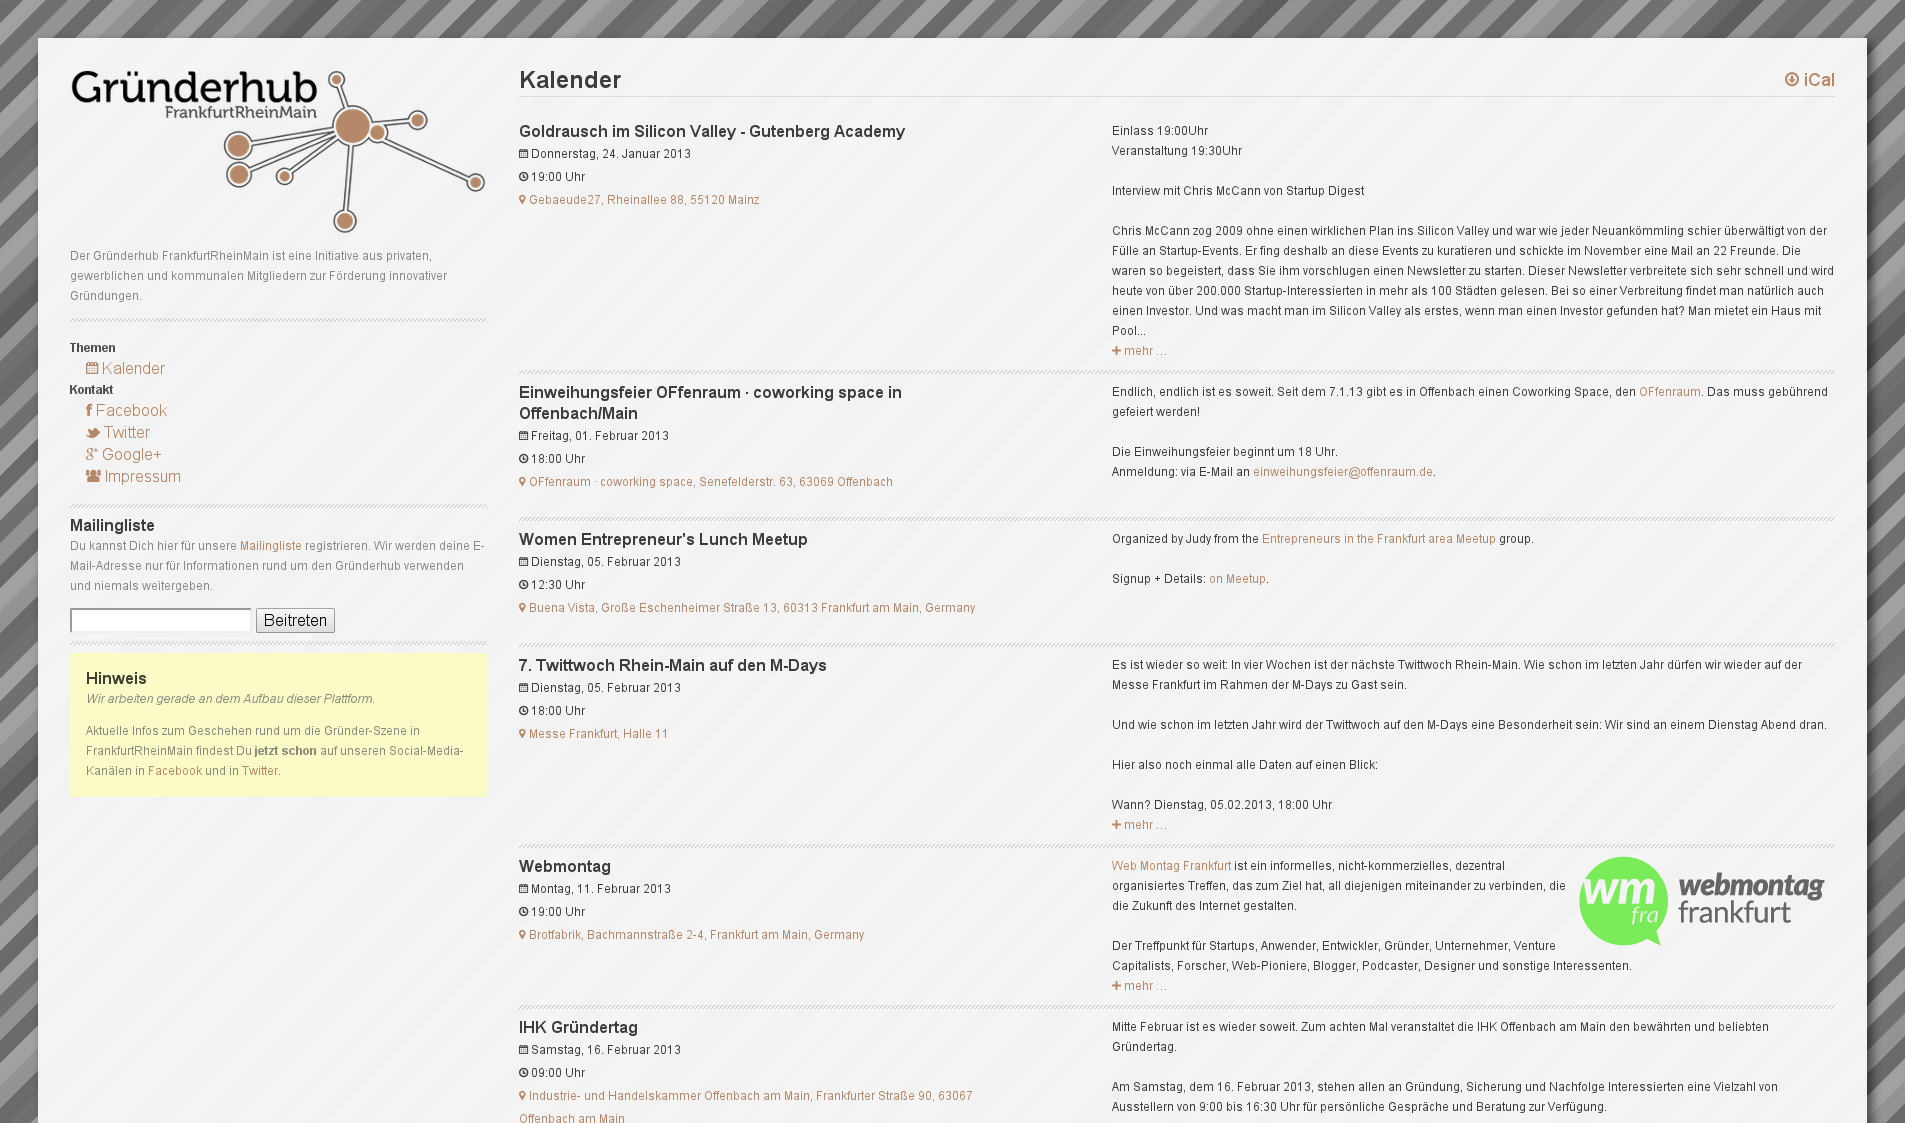 Gründerhub
FrankfurtRheinMain
Der Gründerhub FrankfurtRheinMain ist eine Initiative aus privaten,
gewerblichen und kommunalen Mitgliedern zur Förderung innovativer
Gründungen.
Themen
Kalender
Kontakt
Facebook
Twitter
Google+
Impressum
Mailingliste
Du kannst Dich hier für unsere Mailingliste registrieren. Wir werden deine E-
Mail-Adresse nur für Informationen rund um den Gründerhub verwenden
und niemals weitergeben.
Beitreten
Hinweis
Wir arbeiten gerade an dem Aufbau dieser Plattform.
Aktuelle Infos zum Geschehen rund um die Gründer-Szene in
FrankfurtRheinMain findest Du jetzt schon auf unseren Social-Media-
Kanälen in Facebook und in Twitter.
Kalender
iCal
Goldrausch im Silicon Valley - Gutenberg Academy
Donnerstag, 24. Januar 2013
19:00 Uhr
Gebaeude27, Rheinallee 88, 55120 Mainz
Einlass 19:00Uhr
Veranstaltung 19:30Uhr
Interview mit Chris McCann von Startup Digest
Chris McCann zog 2009 ohne einen wirklichen Plan ins Silicon Valley und war wie jeder Neuankömmling schier überwältigt von der
Fülle an Startup-Events. Er fing deshalb an diese Events zu kuratieren und schickte im November eine Mail an 22 Freunde. Die
waren so begeistert, dass Sie ihm vorschlugen einen Newsletter zu starten. Dieser Newsletter verbreitete sich sehr schnell und wird
heute von über 200.000 Startup-Interessierten in mehr als 100 Städten gelesen. Bei so einer Verbreitung findet man natürlich auch
einen Investor. Und was macht man im Silicon Valley als erstes, wenn man einen Investor gefunden hat? Man mietet ein Haus mit
Pool...
mehr ...
Einweihungsfeier OFfenraum · coworking space in
Offenbach/Main
Freitag, 01. Februar 2013
18:00 Uhr
OFfenraum · coworking space, Senefelderstr. 63, 63069 Offenbach
Endlich, endlich ist es soweit. Seit dem 7.1.13 gibt es in Offenbach einen Coworking Space, den OFfenraum. Das muss gebührend
gefeiert werden!
Die Einweihungsfeier beginnt um 18 Uhr.
Anmeldung: via E-Mail an einweihungsfeier@offenraum.de.
Women Entrepreneur's Lunch Meetup
Dienstag, 05. Februar 2013
12:30 Uhr
Buena Vista, Große Eschenheimer Straße 13, 60313 Frankfurt am Main, Germany
Organized by Judy from the Entrepreneurs in the Frankfurt area Meetup group.
Signup + Details: on Meetup.
7. Twittwoch Rhein-Main auf den M-Days
Dienstag, 05. Februar 2013
18:00 Uhr
Messe Frankfurt, Halle 11
Es ist wieder so weit: In vier Wochen ist der nächste Twittwoch Rhein-Main. Wie schon im letzten Jahr dürfen wir wieder auf der
Messe Frankfurt im Rahmen der M-Days zu Gast sein.
Und wie schon im letzten Jahr wird der Twittwoch auf den M-Days eine Besonderheit sein: Wir sind an einem Dienstag Abend dran.
Hier also noch einmal alle Daten auf einen Blick:
Wann? Dienstag, 05.02.2013, 18:00 Uhr
mehr ...
Webmontag
Montag, 11. Februar 2013
19:00 Uhr
Brotfabrik, Bachmannstraße 2-4, Frankfurt am Main, Germany
Web Montag Frankfurt ist ein informelles, nicht-kommerzielles, dezentral
organisiertes Treffen, das zum Ziel hat, all diejenigen miteinander zu verbinden, die
die Zukunft des Internet gestalten.
Der Treffpunkt für Startups, Anwender, Entwickler, Gründer, Unternehmer, Venture
Capitalists, Forscher, Web-Pioniere, Blogger, Podcaster, Designer und sonstige Interessenten.
mehr ...
wm
fra
webmontag
frankfurt
IHK Gründertag
Samstag, 16. Februar 2013
09:00 Uhr
Industrie- und Handelskammer Offenbach am Main, Frankfurter Straße 90, 63067
Offenbach am Main
Mitte Februar ist es wieder soweit. Zum achten Mal veranstaltet die IHK Offenbach am Main den bewährten und beliebten
Gründertag.
Am Samstag, dem 16. Februar 2013, stehen allen an Gründung, Sicherung und Nachfolge Interessierten eine Vielzahl von
Ausstellern von 9:00 bis 16:30 Uhr für persönliche Gespräche und Beratung zur Verfügung.